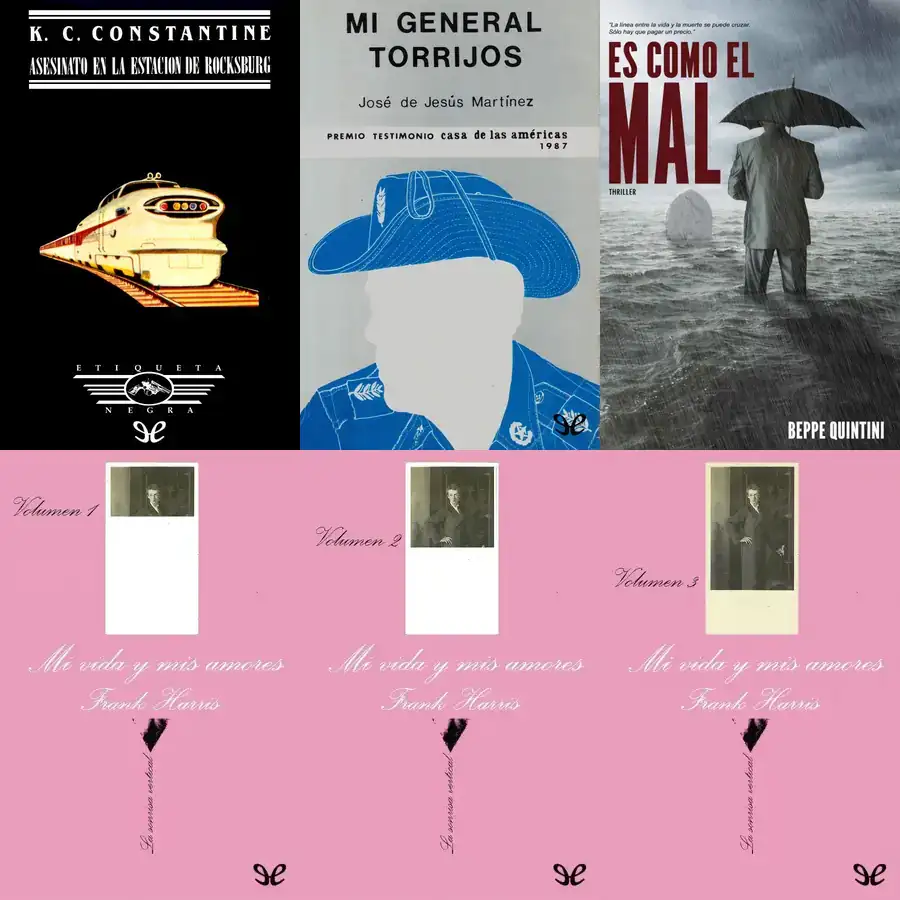 K. C. CONSTANTINE
ASESINATO EN LA ESTACION DE ROCKSBURG
ETIQUETA
NEGRA
MI GENERAL
TORRIJOS
José de Jesús Martínez
PREMIO TESTIMONIO casa de las américas
1987
"La línea entre la vida y la muerte se puede cruzar.
Sólo hay que pagar un precio."
ES COMO EL
MAL
THRILLER
BEPPE QUINTINI
Volumen 1
Mi vida y mis amores
Frank Harris
La sonrisa vertical
Volumen 2
Mi vida y mis amores
Frank Harris
La sonrisa vertical
Volumen 3
Mi vida y mis amores
Frank Harris
La sonrisa vertical